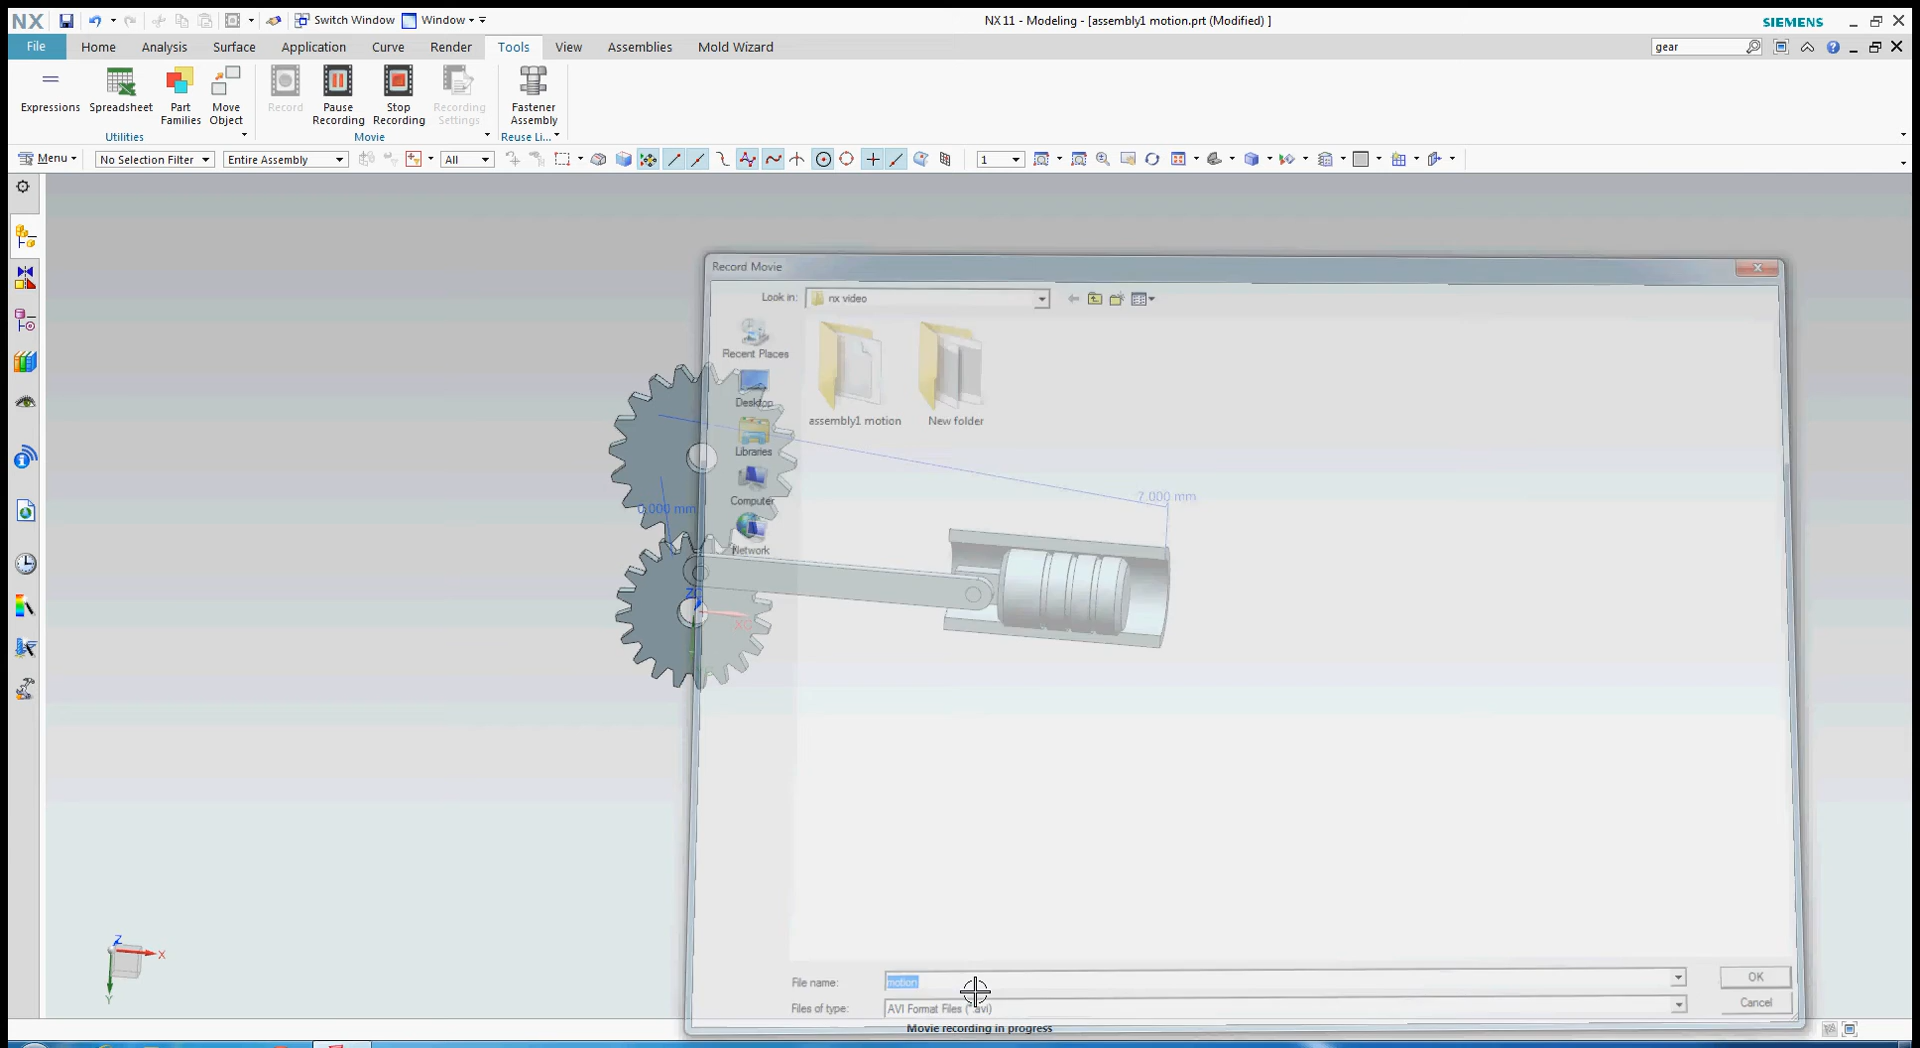 NX Switch Window Window NX 11 - Modeling - [assembly1 motion.prt (Modified) ] SIEMENS
File Home Analysis Surface Application Curve Render Tools View Assemblies Mold Wizard gear
Expressions Spreadsheet Part Families Move Object Record Pause Recording Stop Recording Recording Settings Fastener Assembly
Utilities Movie Reuse Li...
Menu No Selection Filter Entire Assembly All 1
Record Movie
Look in: nx video
Recent Places
Desktop
assembly1 motion New folder
Libraries
Computer
7.000 mm
0.000 mm
Network
Z
XC
Z
X
Y
File name: motion OK
Files of type: AVI Format Files (*.avi) Cancel
Movie recording in progress